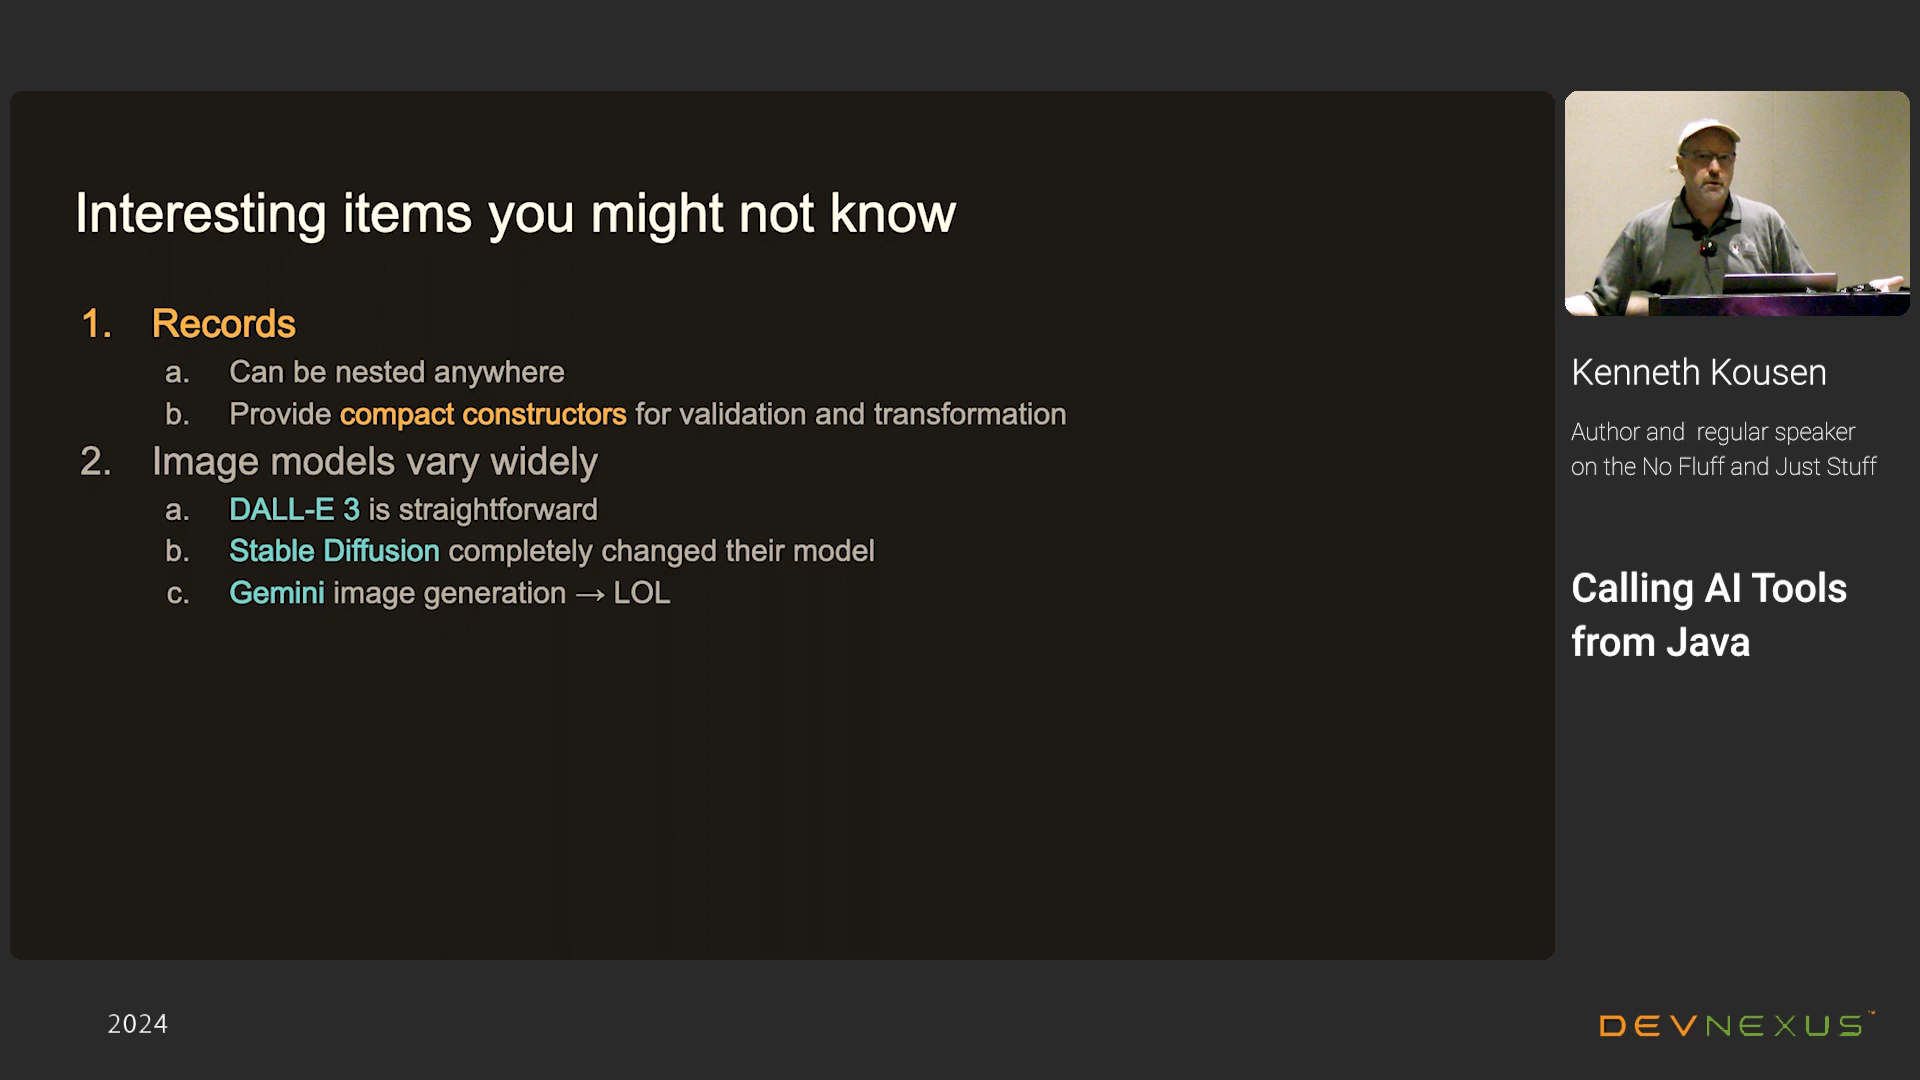 Interesting items you might not know
1. Records
a. Can be nested anywhere
b. Provide compact constructors for validation and transformation
2. Image models vary widely
a. DALL-E 3 is straightforward
b. Stable Diffusion completely changed their model
c. Gemini image generation → LOL
Kenneth Kousen
Author and  regular speaker
on the No Fluff and Just Stuff
Calling AI Tools
from Java
2024
DEVNEXUS™